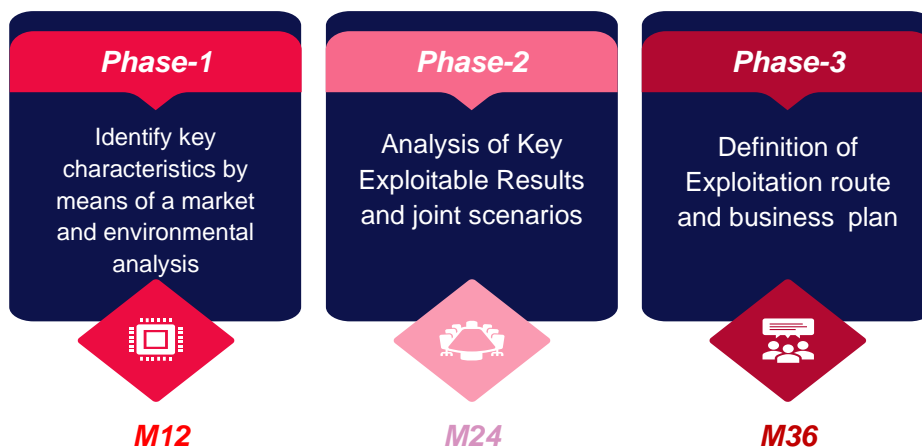 Phase-1
Identify key
characteristics by
means of a market
and environmental
analysis
M12
Phase-2
Analysis of Key
Exploitable Results
and joint scenarios
M24
Phase-3
Definition of
Exploitation route
and business plan
M36